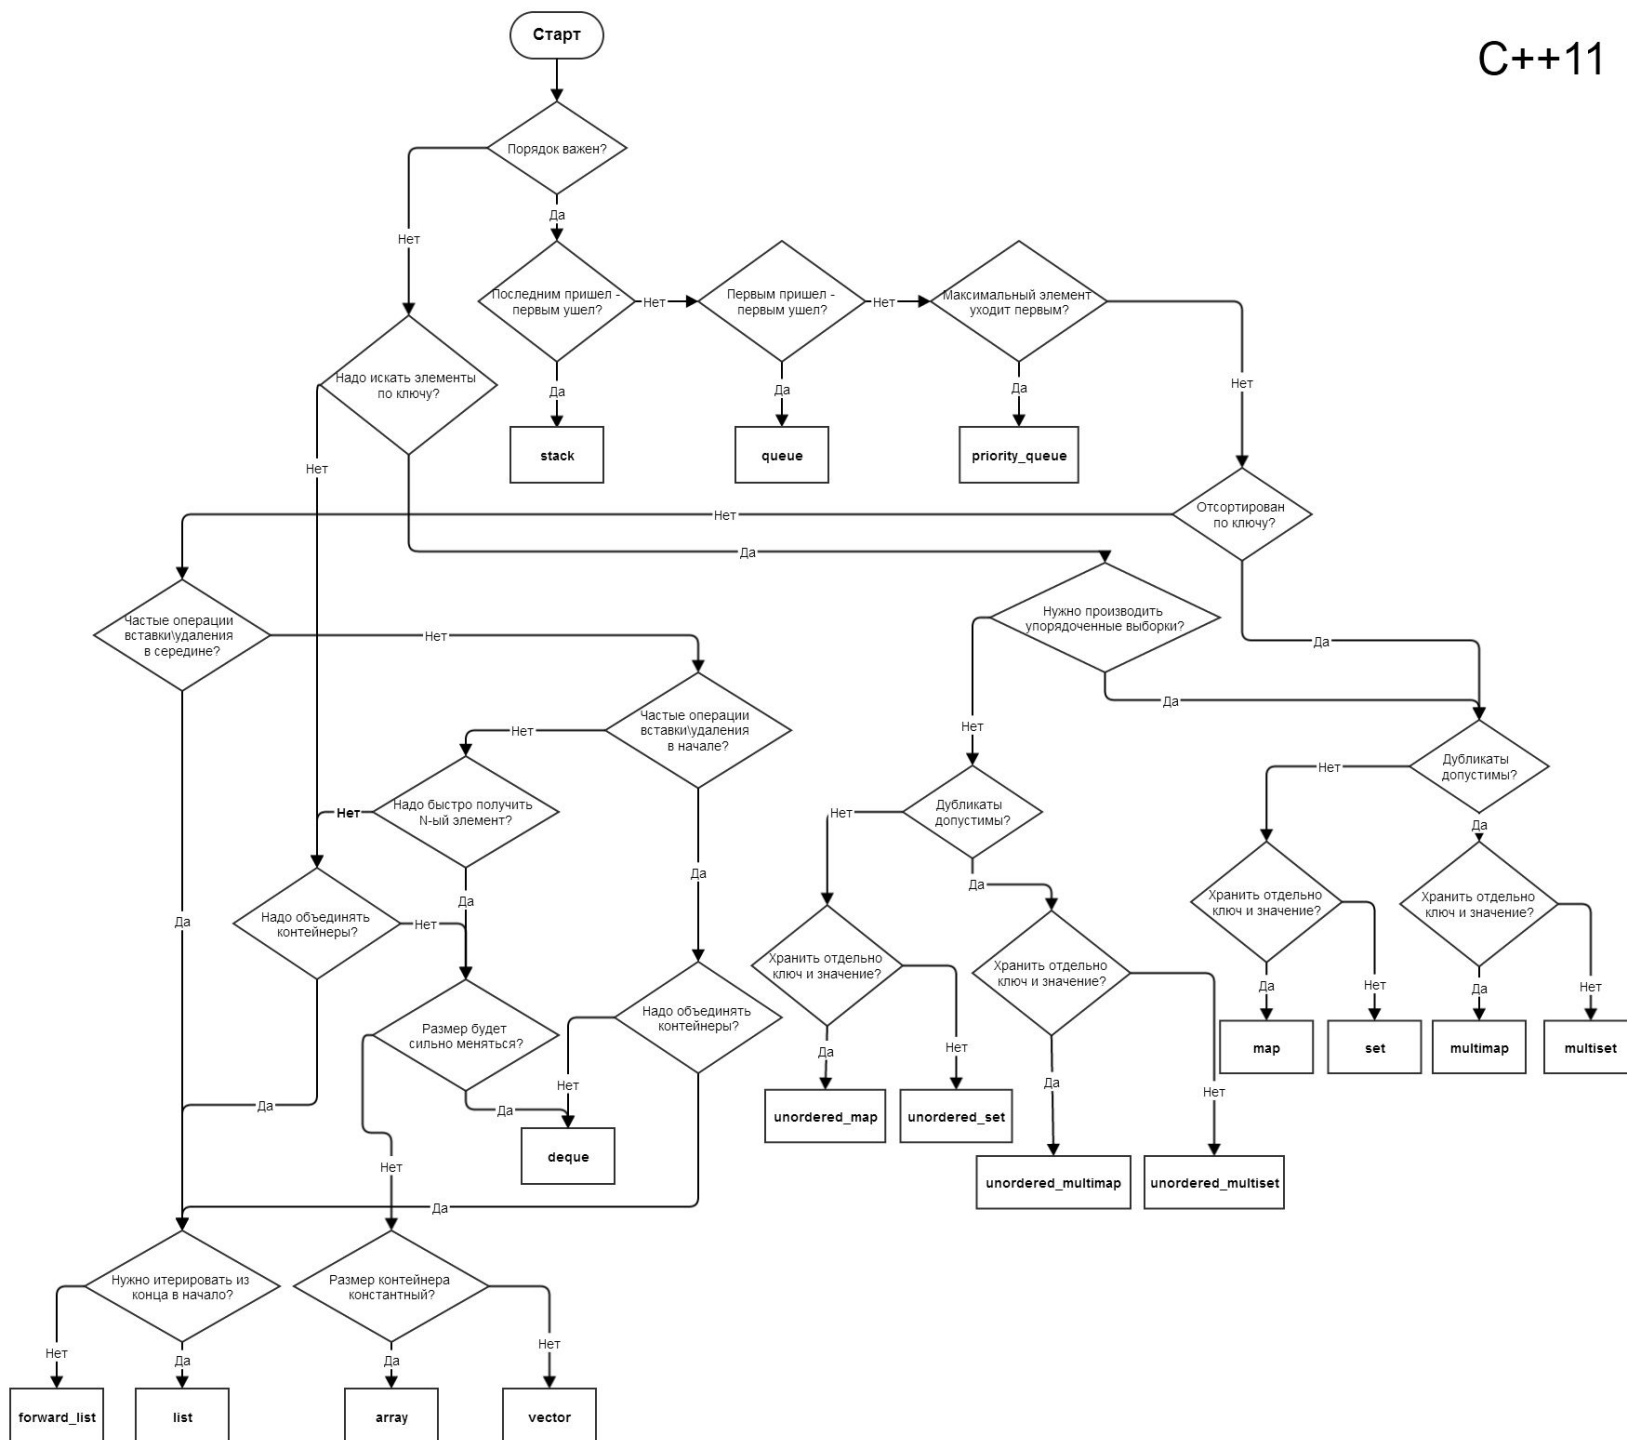 Старт
C++11
Порядок важен?
Да
Нет
Последним пришел -
первым ушел?
Нет
Первым пришел -
первым ушел?
Нет
Максимальный элемент
уходит первым?
Надо искать элементы
по ключу?
Нет
Да
Да
Да
stack
queue
priority_queue
Нет
Отсортирован
по ключу?
Нет
Да
Частые операции
вставки\удаления
в середине?
Нет
Нужно производить
упорядоченные выборки?
Да
Да
Частые операции
вставки\удаления
в начале?
Нет
Нет
Надо быстро получить
N-ый элемент?
Нет
Дубликаты
допустимы?
Нет
Дубликаты
допустимы?
Нет
Да
Да
Да
Да
Да
Надо объединять
контейнеры?
Нет
Хранить отдельно
ключ и значение?
Хранить отдельно
ключ и значение?
Хранить отдельно
ключ и значение?
Хранить отдельно
ключ и значение?
Да
Нет
Да
Нет
Размер будет
сильно меняться?
Надо объединять
контейнеры?
Да
Нет
Да
Нет
map
set
multimap
multiset
Да
Да
Нет
unordered_map
unordered_set
deque
Нет
Да
unordered_multimap
unordered_multiset
Нужно итерировать из
конца в начало?
Размер контейнера
константный?
Нет
Да
Да
Нет
forward_list
list
array
vector